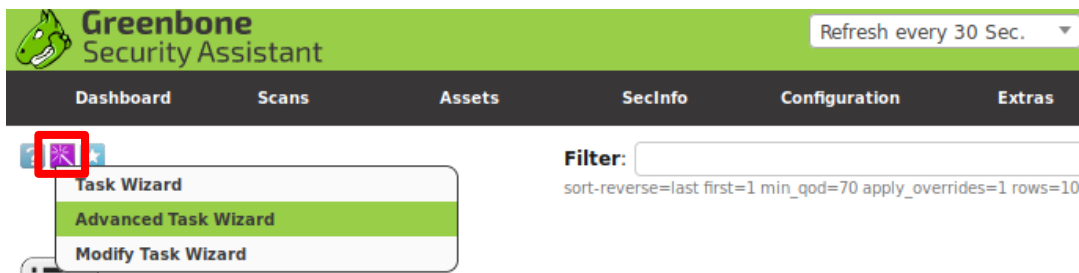 Greenbone
Security Assistant
Refresh every 30 Sec.
Dashboard Scans Assets SecInfo Configuration Extras
Filter:
sort-reverse=last first=1 min_qod=70 apply_overrides=1 rows=10
Task Wizard
Advanced Task Wizard
Modify Task Wizard